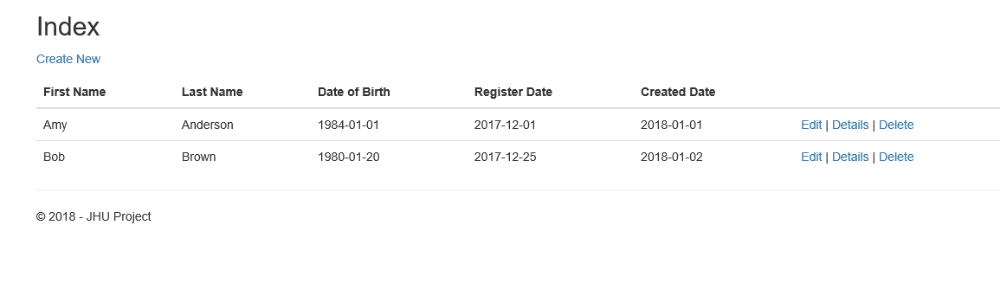 Index
Create New
First Name Last Name Date of Birth Register Date Created Date
Amy Anderson 1984-01-01 2017-12-01 2018-01-01 Edit | Details | Delete
Bob Brown 1980-01-20 2017-12-25 2018-01-02 Edit | Details | Delete
© 2018 - JHU Project